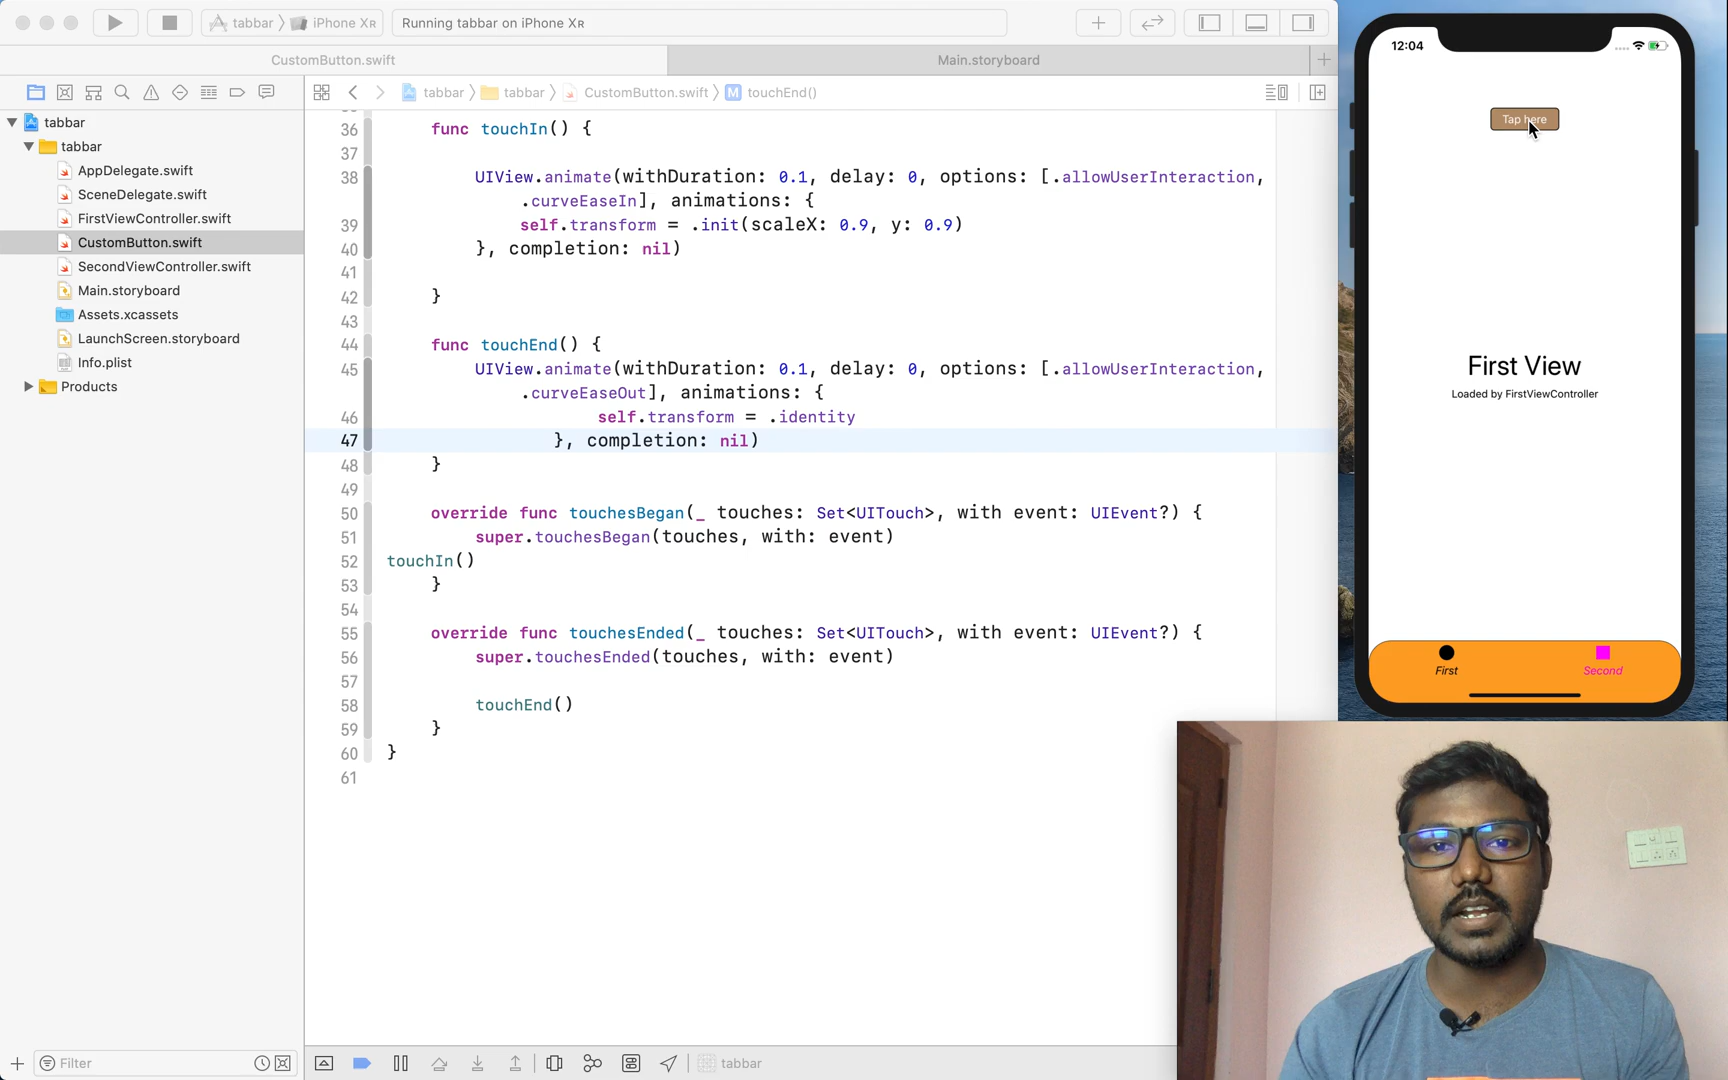 tabbar
iPhone XR
Running tabbar on iPhone XR
CustomButton.swift
Main.storyboard
tabbar
tabbar
CustomButton.swift
M
touchEnd()
tabbar
tabbar
AppDelegate.swift
SceneDelegate.swift
FirstViewController.swift
CustomButton.swift
SecondViewController.swift
Main.storyboard
Assets.xcassets
LaunchScreen.storyboard
Info.plist
Products
36 func touchIn() {
37
38 UIView.animate(withDuration: 0.1, delay: 0, options: [.allowUserInteraction,
.curveEaseIn], animations: {
39 self.transform = .init(scaleX: 0.9, y: 0.9)
40 }, completion: nil)
41
42 }
43
44 func touchEnd() {
45 UIView.animate(withDuration: 0.1, delay: 0, options: [.allowUserInteraction,
.curveEaseOut], animations: {
46 self.transform = .identity
47 }, completion: nil)
48 }
49
50 override func touchesBegan(_ touches: Set<UITouch>, with event: UIEvent?) {
51 super.touchesBegan(touches, with: event)
52 touchIn()
53 }
54
55 override func touchesEnded(_ touches: Set<UITouch>, with event: UIEvent?) {
56 super.touchesEnded(touches, with: event)
57
58 touchEnd()
59 }
60 }
61
Filter
tabbar
12:04
Tap here
First View
Loaded by FirstViewController
First
Second